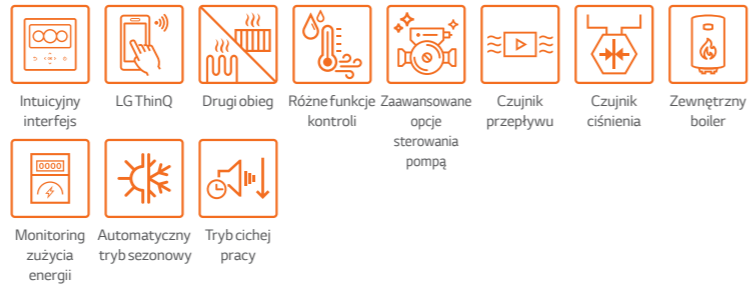 Intuicyjny
interfejs
LG ThinQ
Drugi obieg
Różne funkcje
kontroli
Zaawansowane
opcje
sterowania
pompą
Czujnik
przepływu
Czujnik
ciśnienia
Zewnętrzny
boiler
0000
Monitoring
zużycia
energii
Automatyczny
tryb sezonowy
Tryb cichej
pracy